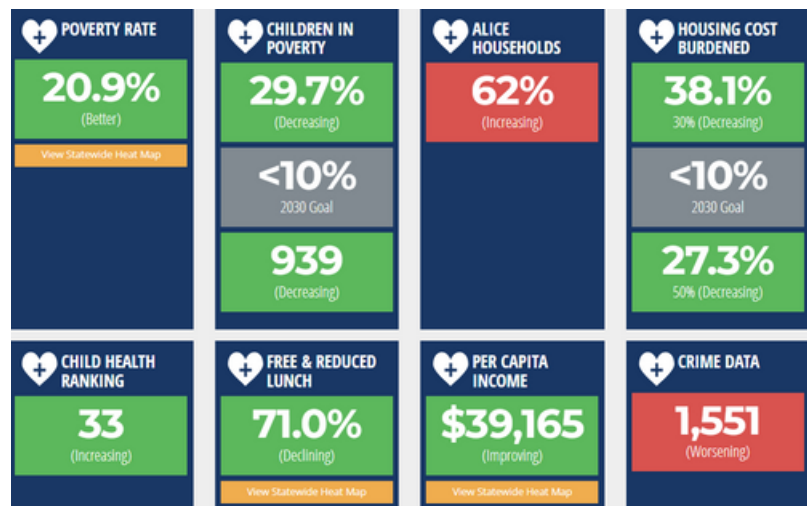 POVERTY RATE
20.9%
(Better)
View Statewide Heat Map
CHILDREN IN
POVERTY
29.7%
(Decreasing)
<10%
2030 Goal
939
(Decreasing)
ALICE
HOUSEHOLDS
62%
(Increasing)
HOUSING COST
BURDENED
38.1%
30% (Decreasing)
<10%
2030 Goal
27.3%
50% (Decreasing)
CHILD HEALTH
RANKING
33
(Increasing)
FREE & REDUCED
LUNCH
71.0%
(Declining)
View Statewide Heat Map
PER CAPITA
INCOME
$39,165
(Improving)
View Statewide Heat Map
CRIME DATA
1,551
(Worsening)